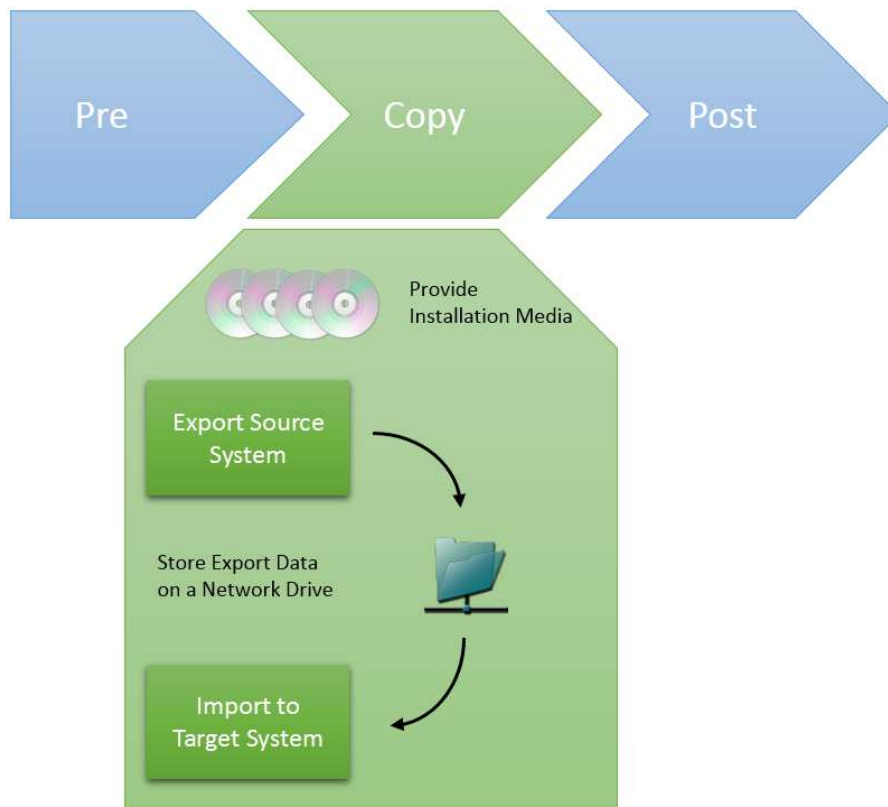 Pre
Copy
Post
Provide
Installation Media
Export Source
System
Store Export Data
on a Network Drive
Import to
Target System